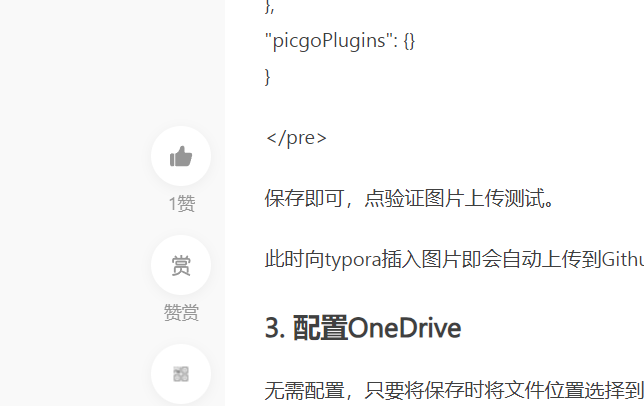 },
"picgoPlugins": {}
}
</pre>
1赞
保存即可，点验证图片上传测试。
赏
此时向typora插入图片即会自动上传到Githu
赞赏
3. 配置OneDrive
无需配置，只要将保存时将文件位置选择到